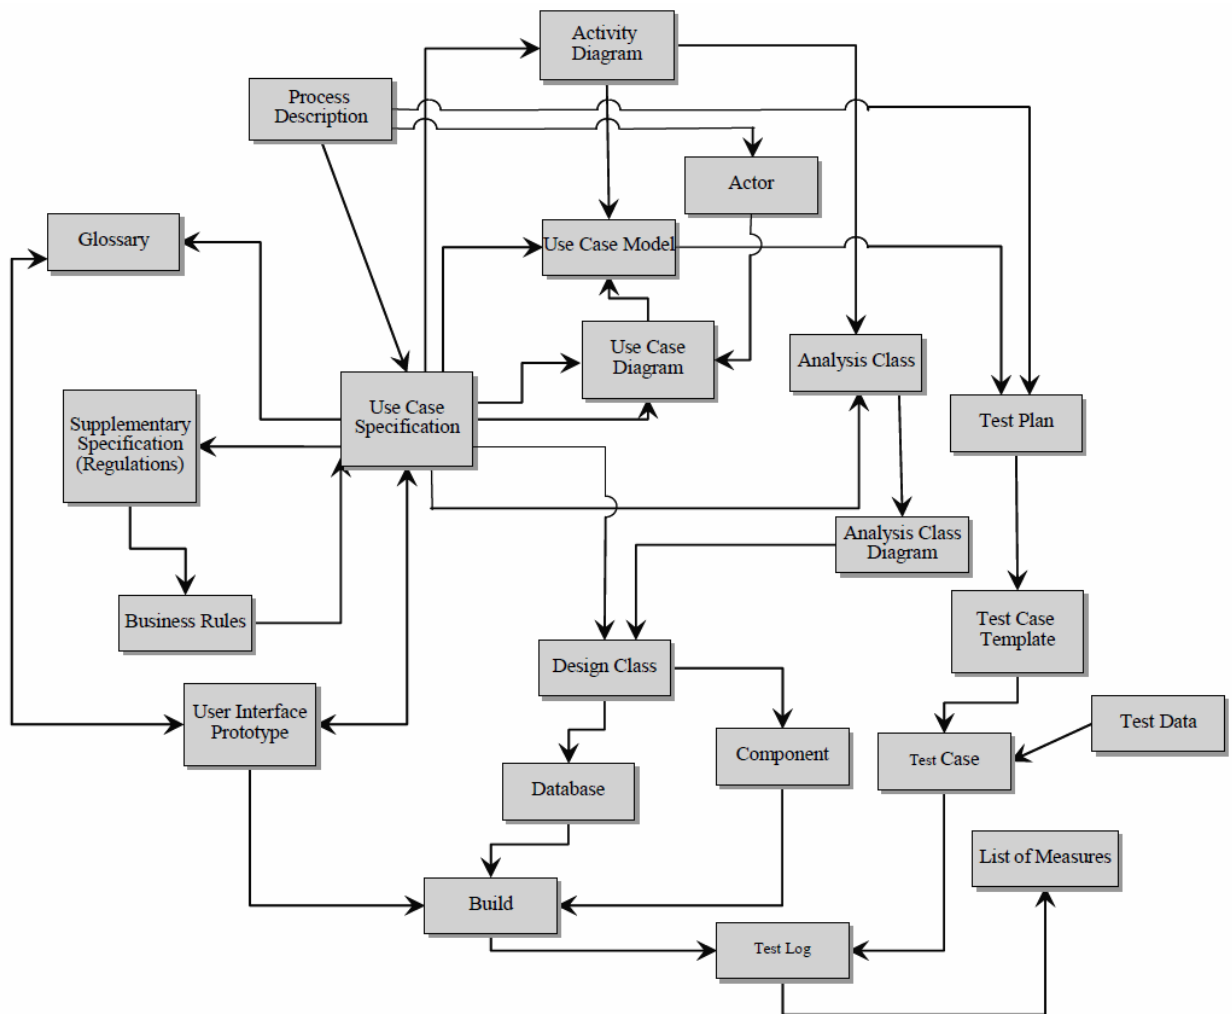 Activity
Diagram
Process
Description
Actor
Glossary
Use Case Model
Use Case
Diagram
Analysis Class
Use Case
Specification
Supplementary
Specification
(Regulations)
Test Plan
Analysis Class
Diagram
Business Rules
Test Case
Template
Design Class
User Interface
Prototype
Test Data
Component
Test Case
Database
List of Measures
Build
Test Log